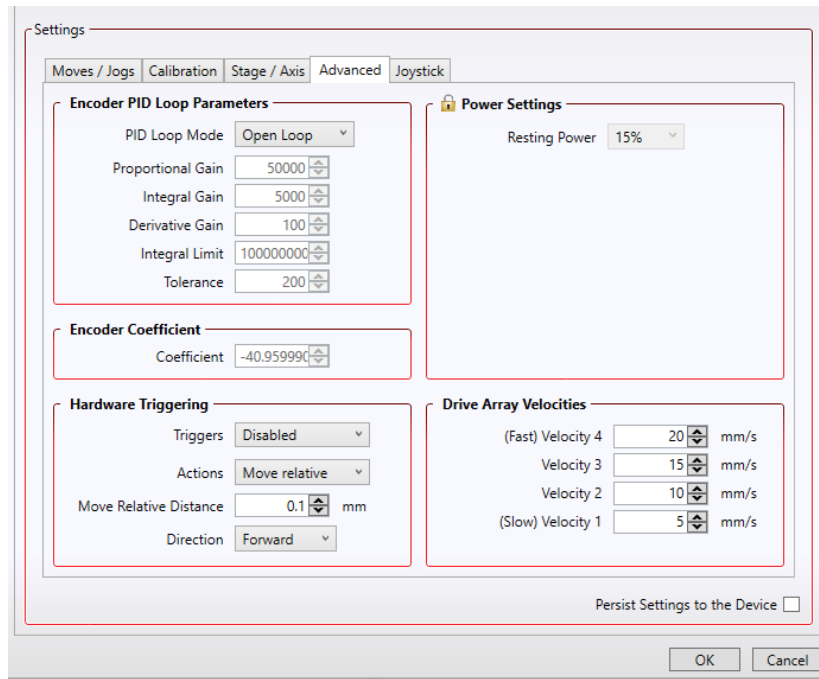 Settings
Moves / Jogs Calibration Stage / Axis Advanced Joystick
Encoder PID Loop Parameters
PID Loop Mode Open Loop
Proportional Gain 50000
Integral Gain 5000
Derivative Gain 100
Integral Limit 100000000
Tolerance 200
Power Settings
Resting Power 15%
Encoder Coefficient
Coefficient -40.959990
Hardware Triggering
Triggers Disabled
Actions Move relative
Move Relative Distance 0.1 mm
Direction Forward
Drive Array Velocities
(Fast) Velocity 4 20 mm/s
Velocity 3 15 mm/s
Velocity 2 10 mm/s
(Slow) Velocity 1 5 mm/s
Persist Settings to the Device
OK Cancel